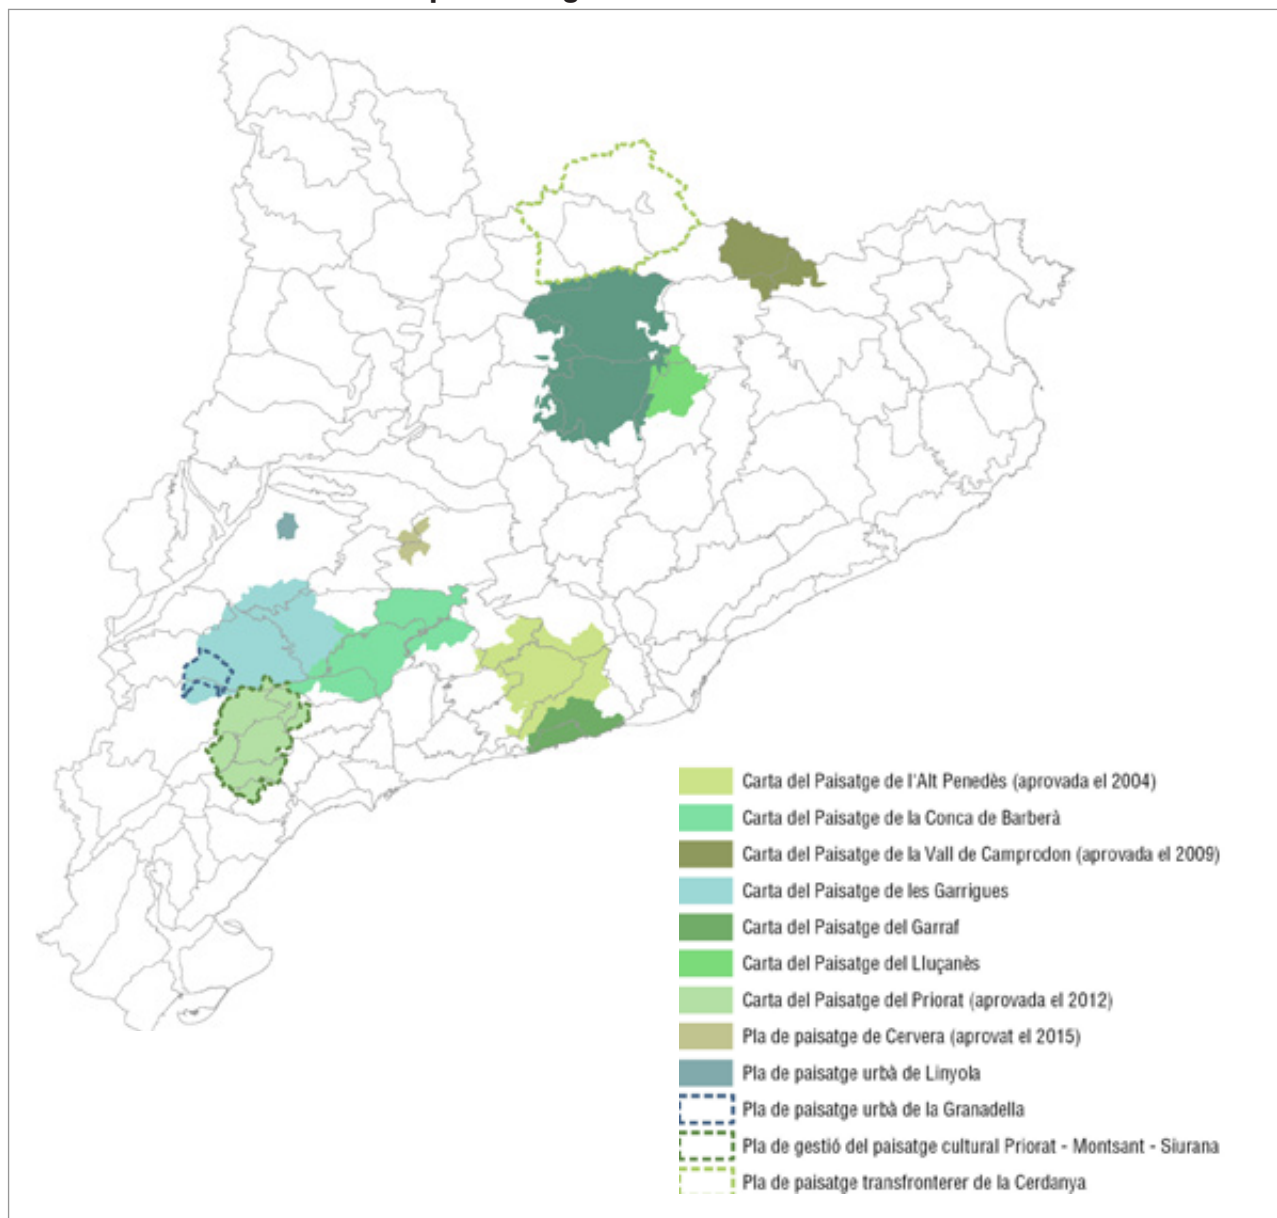 Carta del Paisatge de l'Alt Penedès (aprovada el 2004)
Carta del Paisatge de la Conca de Barberà
Carta del Paisatge de la Vall de Camprodon (aprovada el 2009)
Carta del Paisatge de les Garrigues
Carta del Paisatge del Garraf
Carta del Paisatge del Lluçanès
Carta del Paisatge del Priorat (aprovada el 2012)
Pla de paisatge de Cervera (aprovat el 2015)
Pla de paisatge urbà de Linyola
Pla de paisatge urbà de la Granadella
Pla de gestió del paisatge cultural Priorat - Montsant - Siurana
Pla de paisatge transfronterer de la Cerdanya